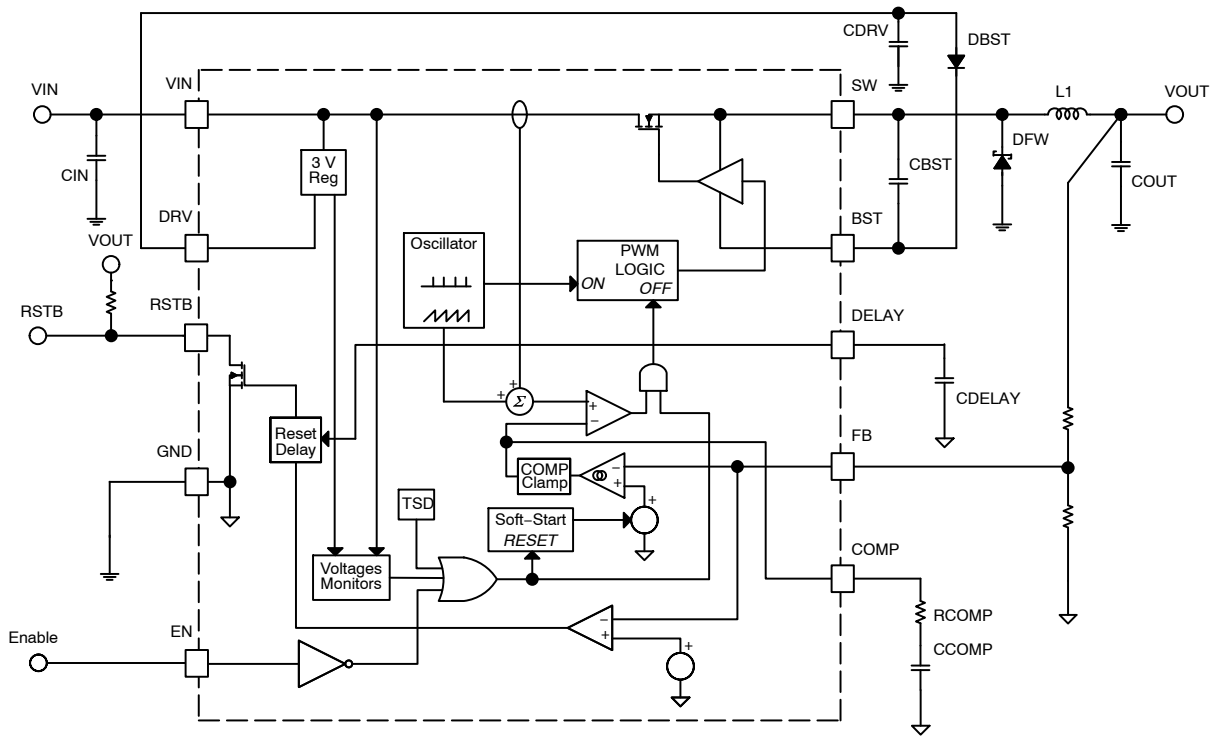 CDRV
DBST
VIN
VIN
SW
L1
VOUT
3 V
Reg
DFW
CIN
CBST
COUT
DRV
BST
VOUT
Oscillator
PWM
LOGIC
ON
OFF
RSTB
RSTB
DELAY
+
+
Σ
+
−
CDELAY
Reset
Delay
FB
GND
COMP
Clamp
−
+
+
TSD
Soft−Start
RESET
COMP
Voltages
Monitors
RCOMP
EN
−
+
Enable
+
CCOMP